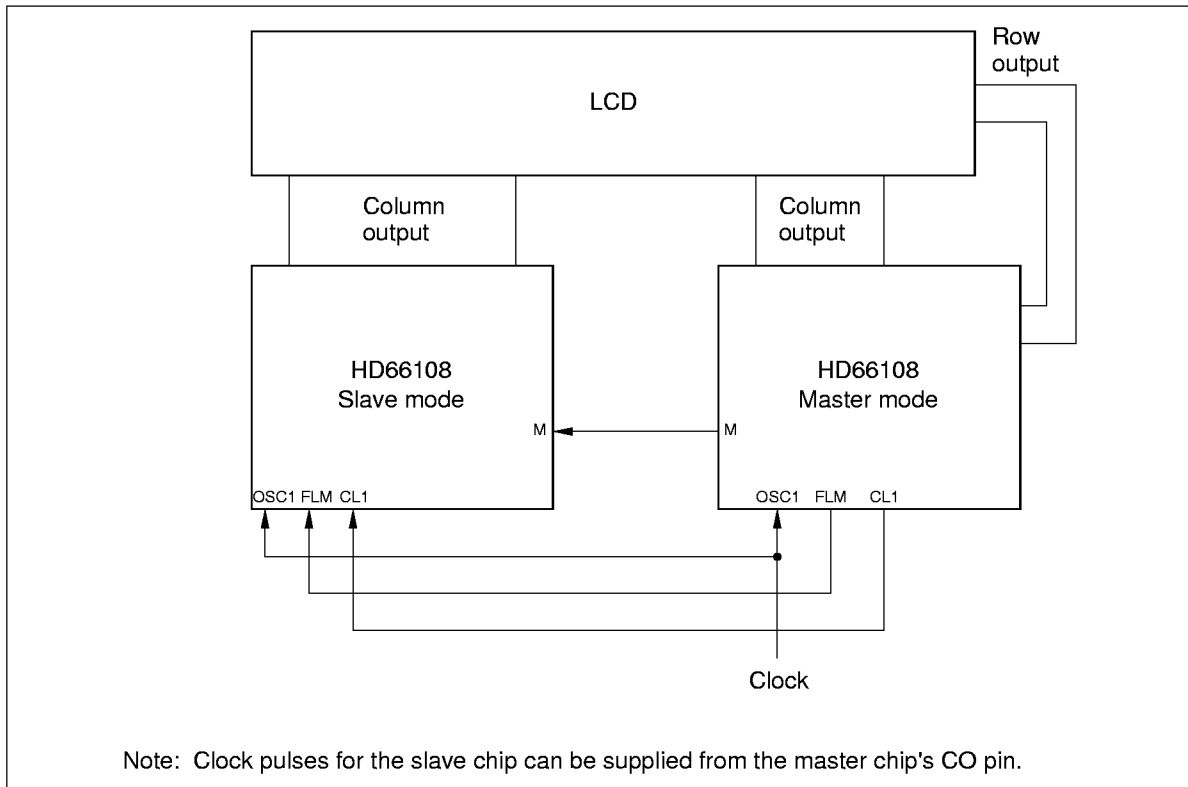 Row
output
LCD
Column
output
Column
output
HD66108
Slave mode
HD66108
Master mode
M
M
OSC1 FLM CL1
OSC1 FLM CL1
Clock
Note: Clock pulses for the slave chip can be supplied from the master chip's CO pin.